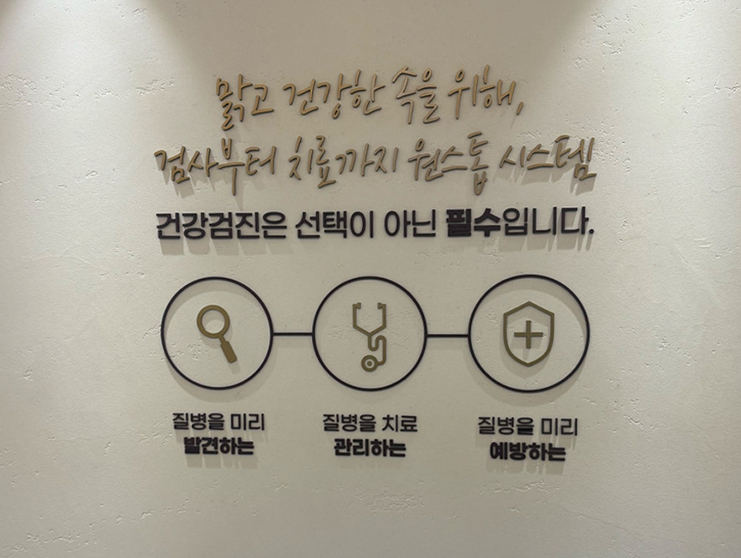 맑고 건강한 속을 위해,
검사부터 치료까지 원스톱 시스템
건강검진은 선택이 아닌 필수입니다.
질병을 미리
발견하는
질병을 치료
관리하는
질병을 미리
예방하는